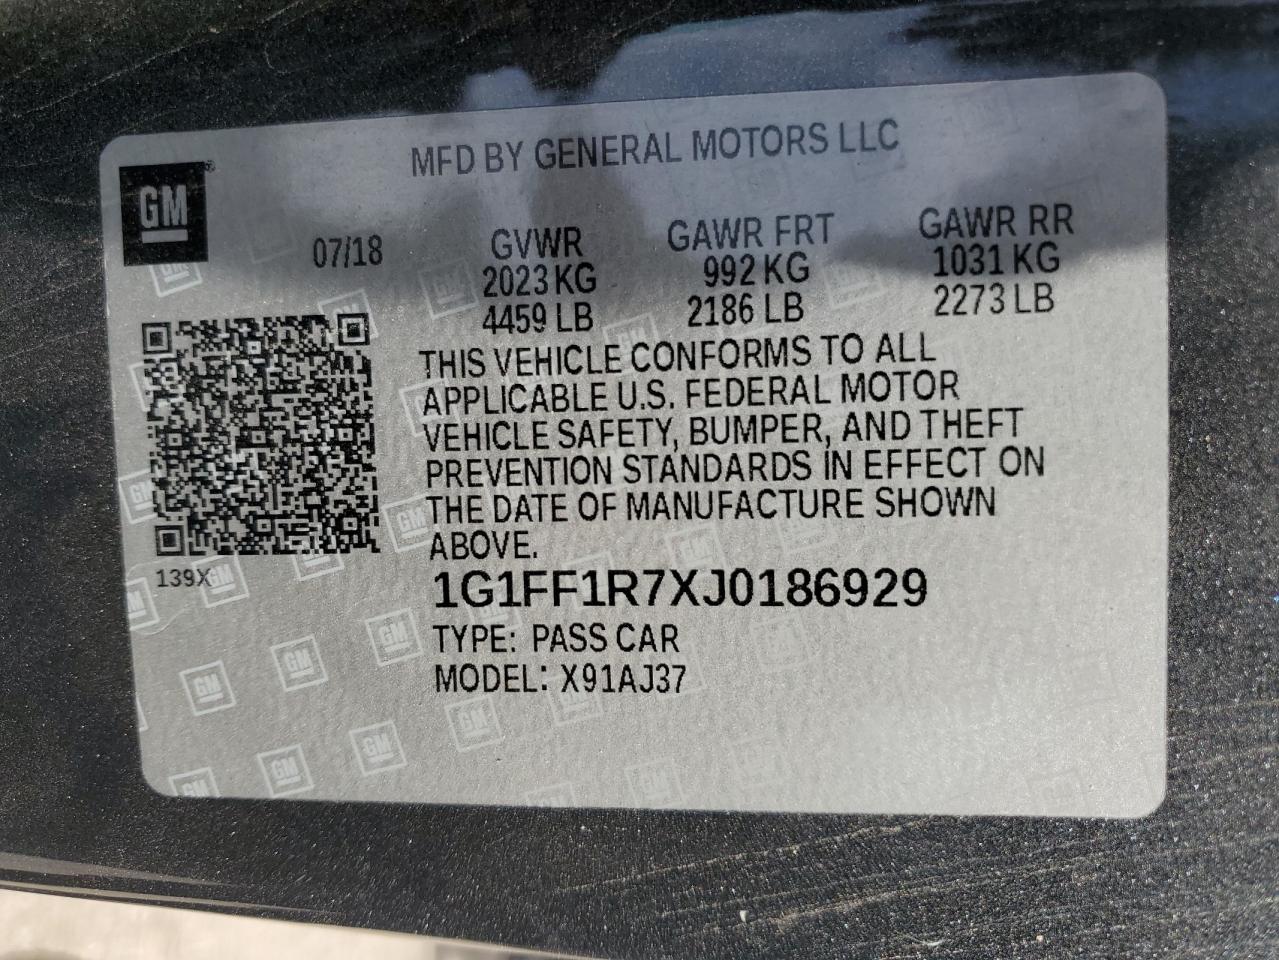 MFD BY GENERAL MOTORS LLC
GM
07/18
GVWR GAWR FRT GAWR RR
2023 KG 992 KG 1031 KG
4459 LB 2186 LB 2273 LB
THIS VEHICLE CONFORMS TO ALL
APPLICABLE U.S. FEDERAL MOTOR
VEHICLE SAFETY, BUMPER, AND THEFT
PREVENTION STANDARDS IN EFFECT ON
THE DATE OF MANUFACTURE SHOWN
ABOVE.
139X
1G1FF1R7XJ0186929
TYPE: PASS CAR
MODEL: X91AJ37